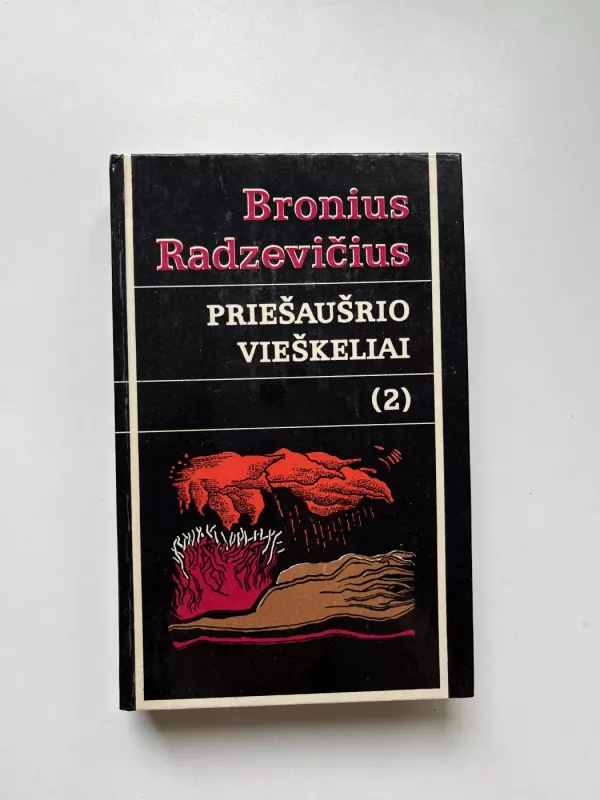 Bronius
Radzevičius
PRIEŠAUŠRIO
VIEŠKELIAI
(2)